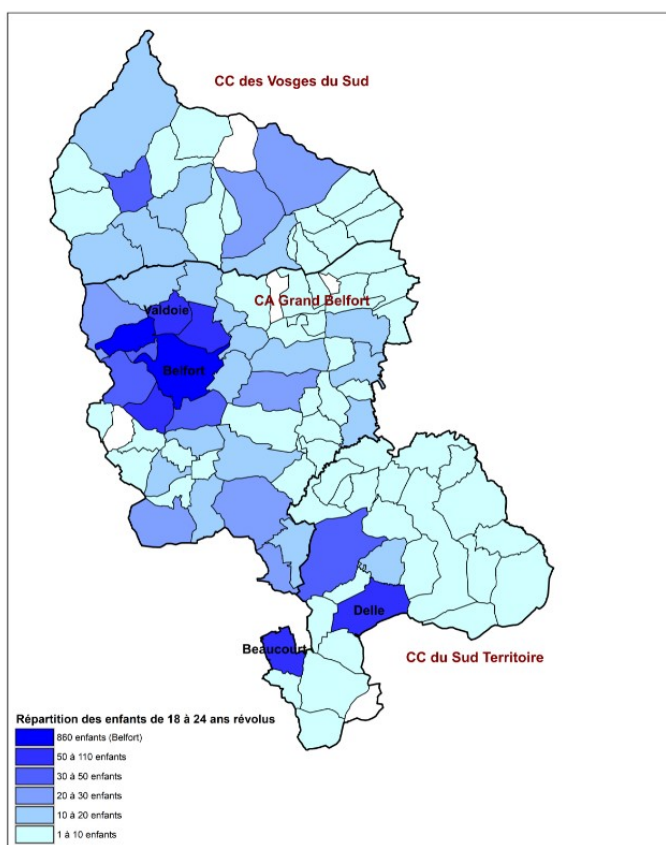 CC des Vosges du Sud
CA Grand Belfort
Valdoie
Belfort
Delle
Beaucourt
CC du Sud Territoire
Répartition des enfants de 18 à 24 ans révolus
860 enfants (Belfort)
50 à 110 enfants
30 à 50 enfants
20 à 30 enfants
10 à 20 enfants
1 à 10 enfants